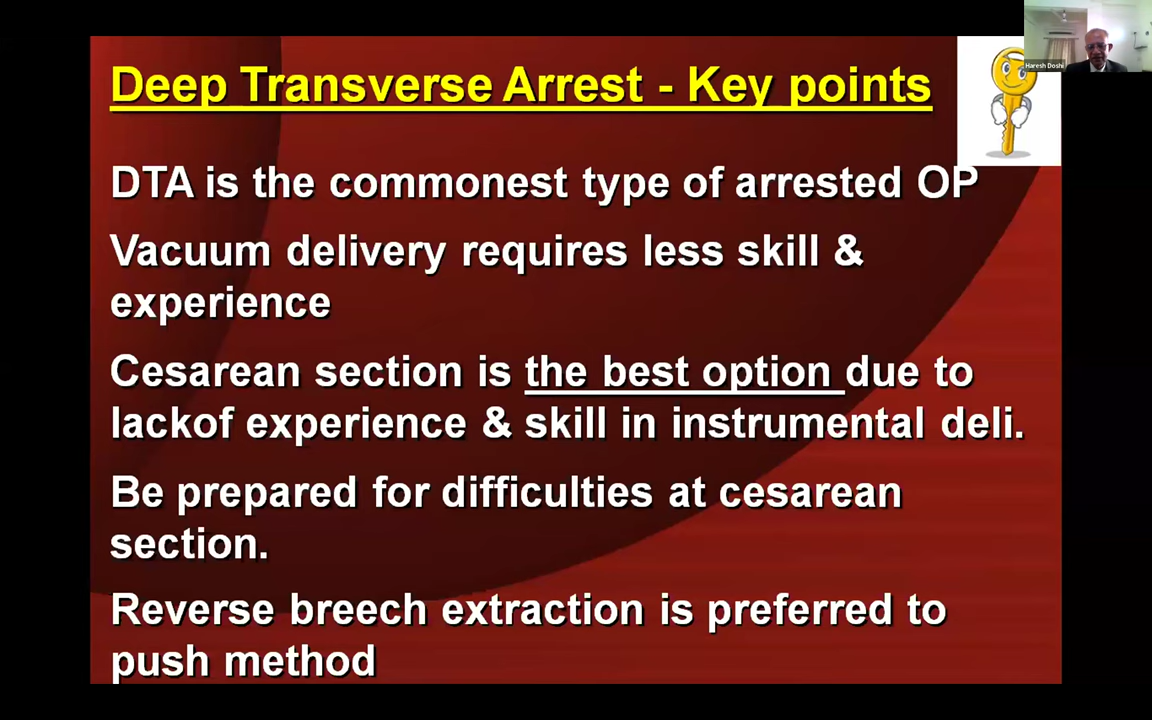 Deep Transverse Arrest - Key points
DTA is the commonest type of arrested OP
Vacuum delivery requires less skill &
experience
Cesarean section is the best option due to
lackof experience & skill in instrumental deli.
Be prepared for difficulties at cesarean
section.
Reverse breech extraction is preferred to
push method
Haresh Doshi